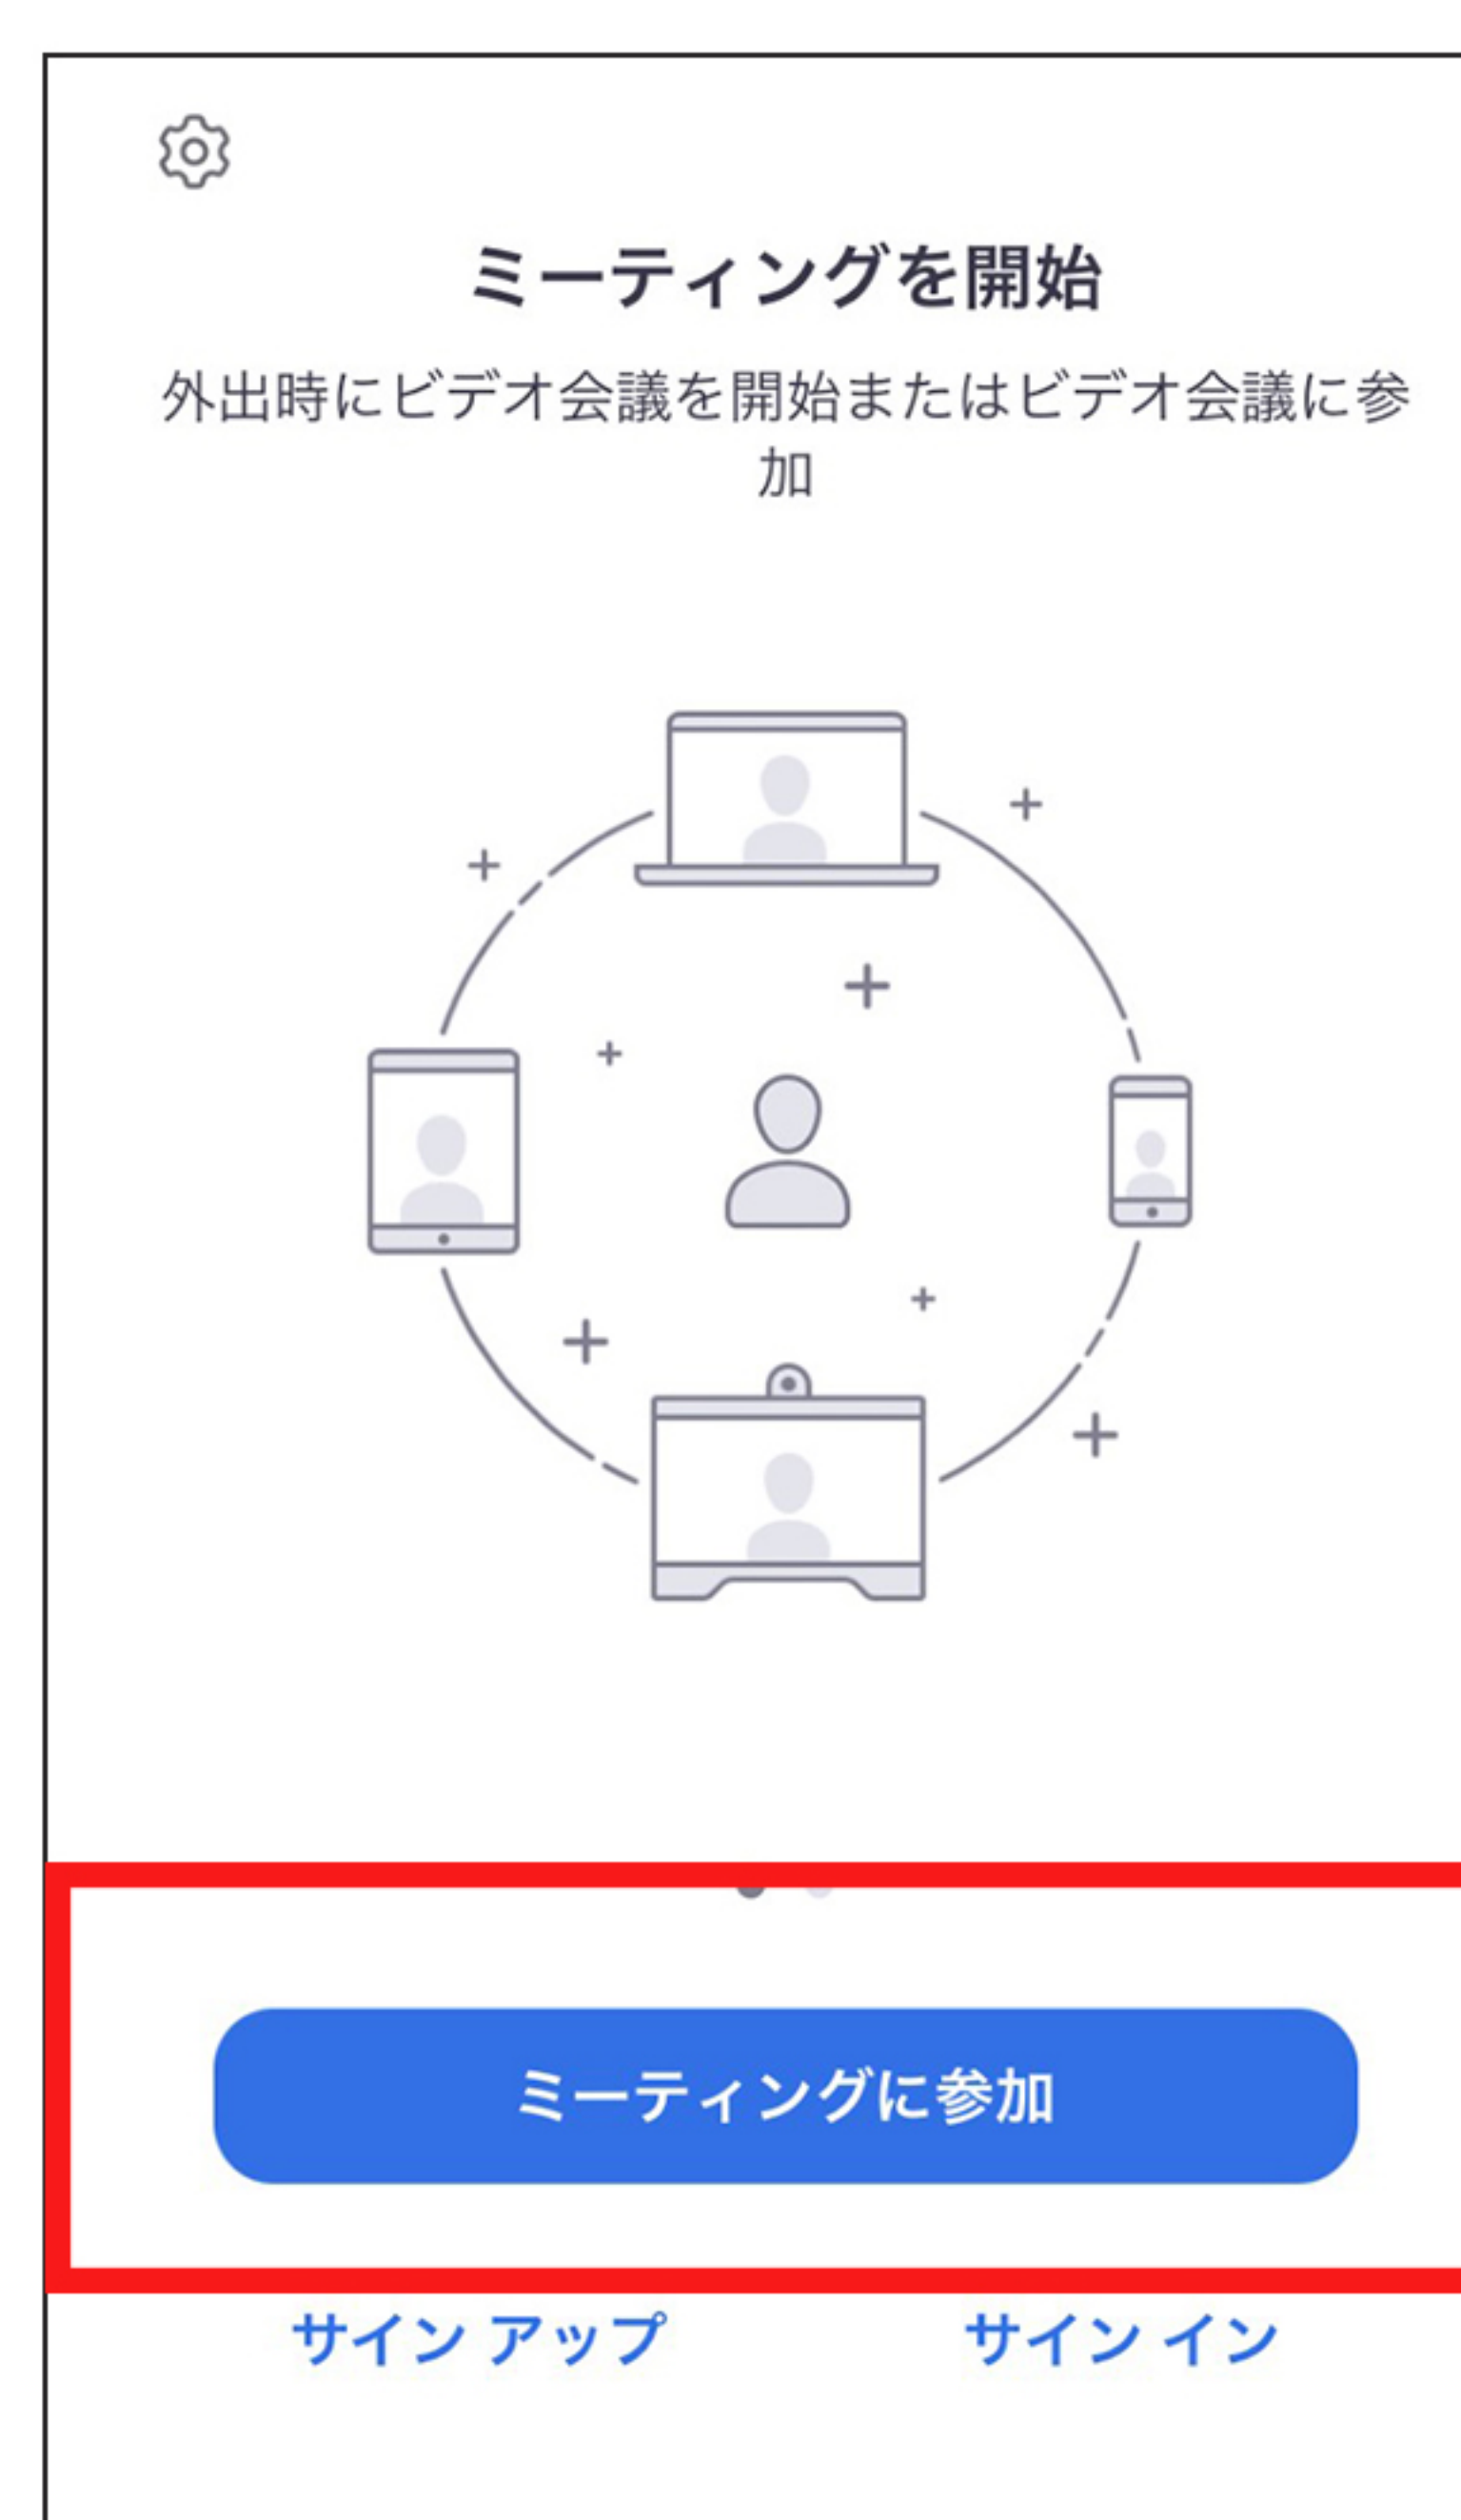 ミーティングを開始
外出時にビデオ会議を開始またはビデオ会議に参
加
ミーティングに参加
サイン アップ
サイン イン